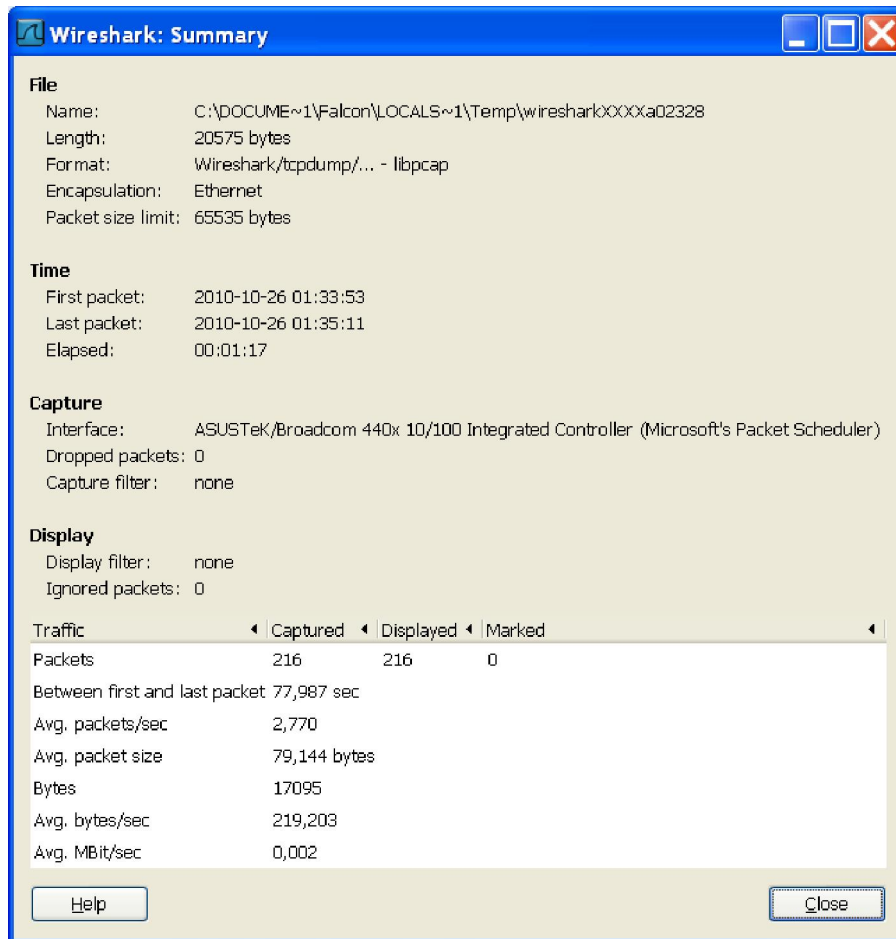 Wireshark: Summary
File
Name: C:\DOCUME~1\Falcon\LOCALS~1\Temp\wiresharkXXXXa02328
Length: 20575 bytes
Format: Wireshark/tcpdump/... - libpcap
Encapsulation: Ethernet
Packet size limit: 65535 bytes
Time
First packet: 2010-10-26 01:33:53
Last packet: 2010-10-26 01:35:11
Elapsed: 00:01:17
Capture
Interface: ASUSTeK/Broadcom 440x 10/100 Integrated Controller (Microsoft's Packet Scheduler)
Dropped packets: 0
Capture filter: none
Display
Display filter: none
Ignored packets: 0
Traffic Captured Displayed Marked
Packets 216 216 0
Between first and last packet 77,987 sec
Avg. packets/sec 2,770
Avg. packet size 79,144 bytes
Bytes 17095
Avg. bytes/sec 219,203
Avg. MBit/sec 0,002
Help Close